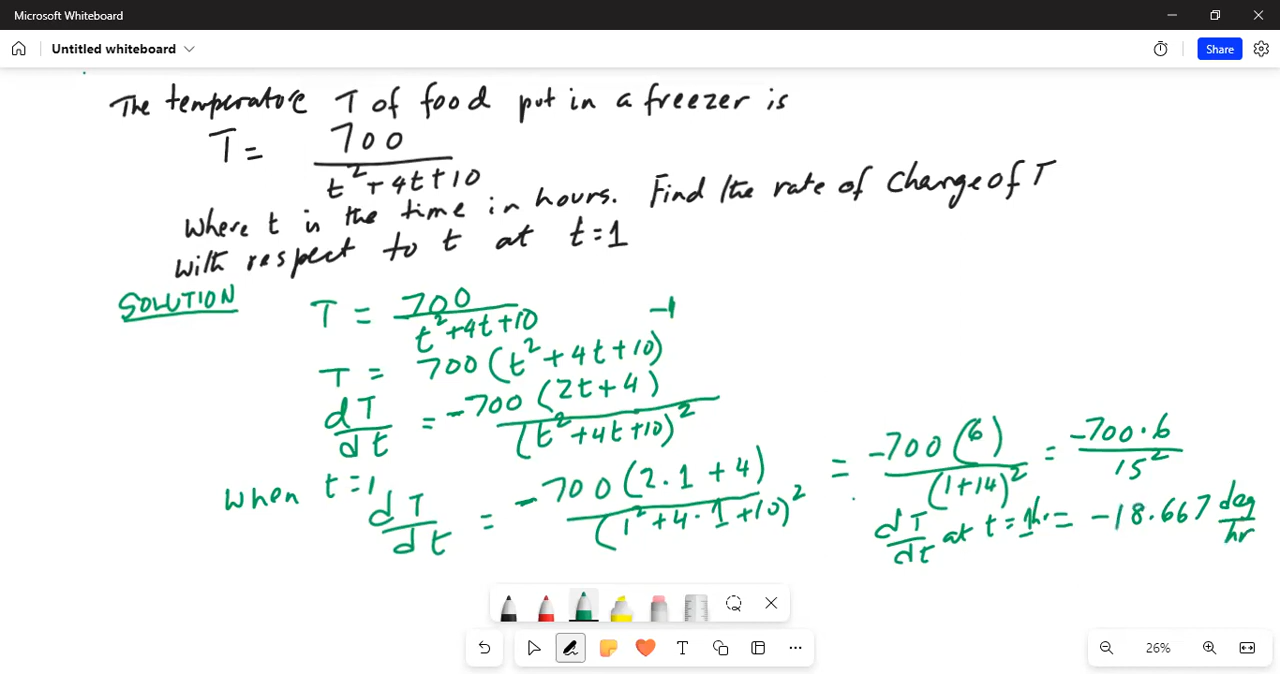 Microsoft Whiteboard
Untitled whiteboard
Share
The temperature T of food put in a freezer is
T = 700 / t² + 4t + 10
Where t is the time in hours. Find the rate of change of T
with respect to t at t = 1
SOLUTION
T = 700 / t² + 4t + 10
T = 700 (t² + 4t + 10)⁻¹
dT/dt = -700 (2t + 4) / (t² + 4t + 10)²
when t = 1
dT/dt = -700 (2·1 + 4) / (1² + 4·1 + 10)² = -700 (6) / (1 + 14)² = -700·6 / 15²
dT/dt at t = 1hr = -18.667 deg/hr
T
26%